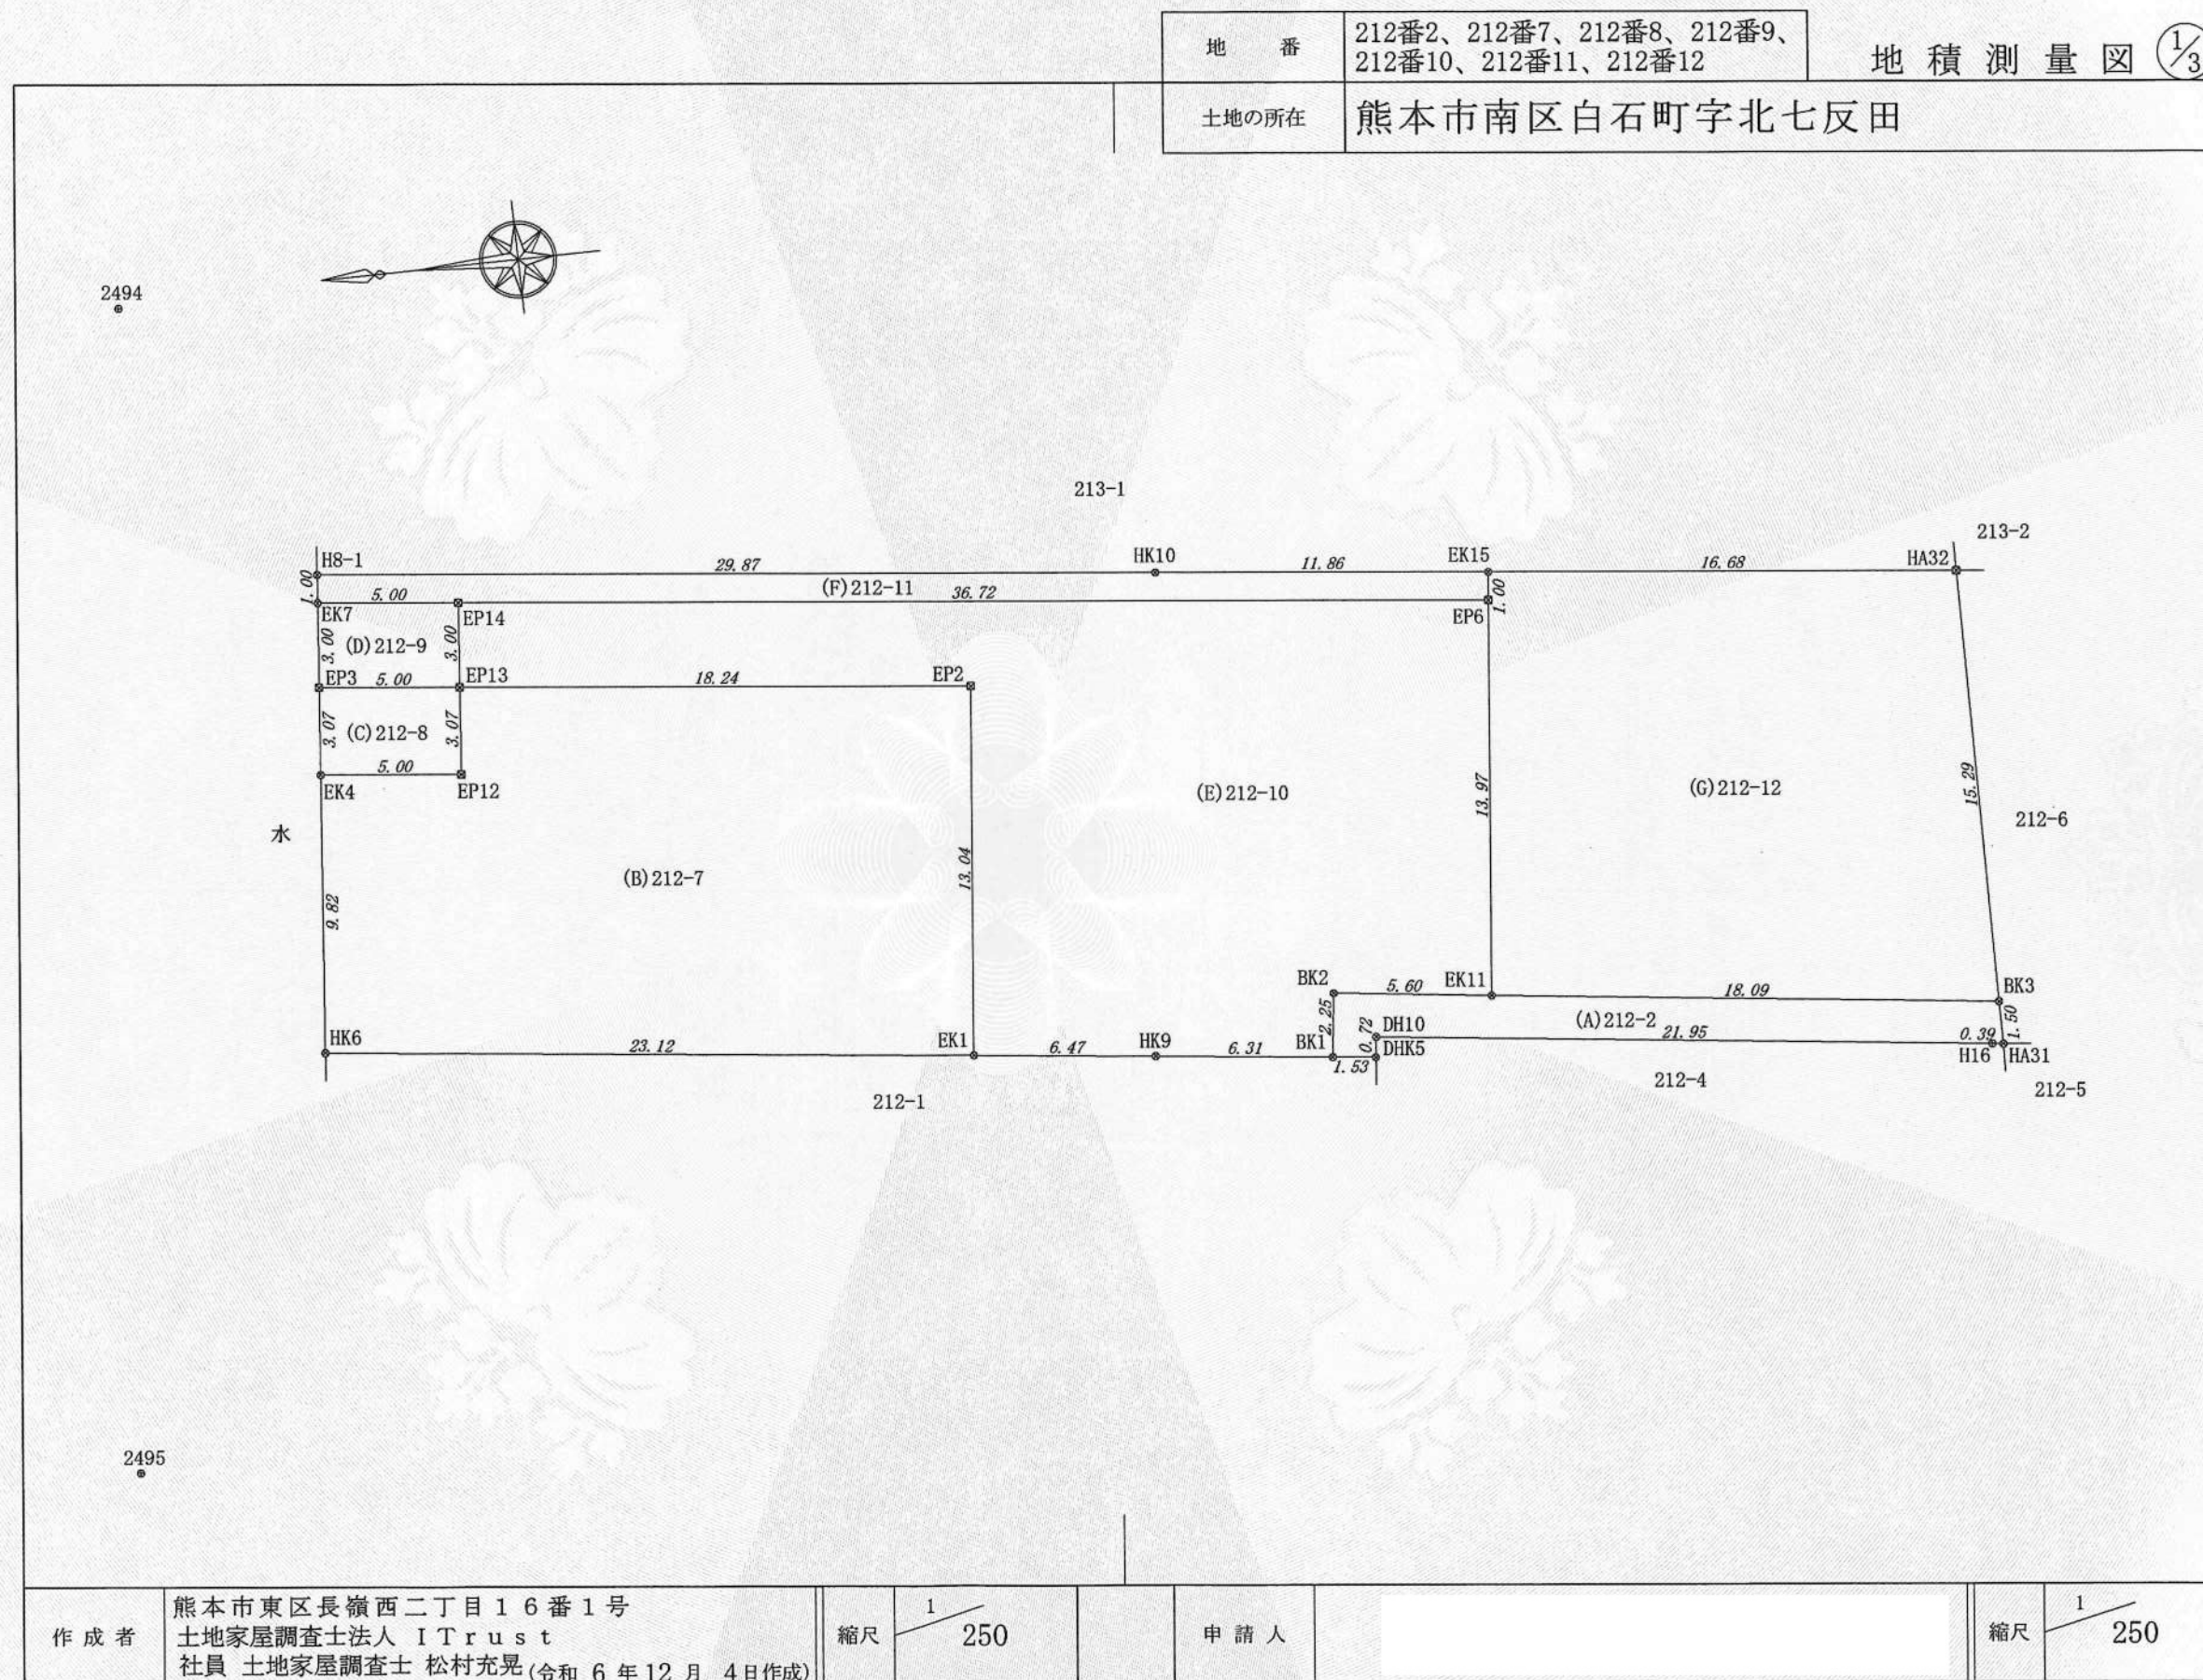 地 番
212番2、212番7、212番8、212番9、
212番10、212番11、212番12
地積測量図 1/3
土地の所在
熊本市南区白石町字北七反田
2494
213-1
213-2
H8-1
29.87
HK10
11.86
EK15
16.68
HA32
1.00
5.00
(F)212-11
36.72
1.00
EK7
EP14
EP6
3.00
(D)212-9
3.00
EP3
5.00
EP13
18.24
EP2
3.07
(C)212-8
3.07
5.00
EK4
EP12
(E)212-10
13.97
(G)212-12
15.29
212-6
水
(B)212-7
13.04
9.82
BK2
5.60
EK11
18.09
BK3
2.25
0.72
DH10
(A)212-2
21.95
0.39
1.50
HK6
23.12
EK1
6.47
HK9
6.31
BK1
DHK5
H16
HA31
1.53
212-4
212-5
212-1
2495
作成者
熊本市東区長嶺西二丁目16番1号
土地家屋調査士法人 ITrust
社員 土地家屋調査士 松村充晃(令和 6年12月 4日作成)
縮尺
1/250
申請人
縮尺
1/250